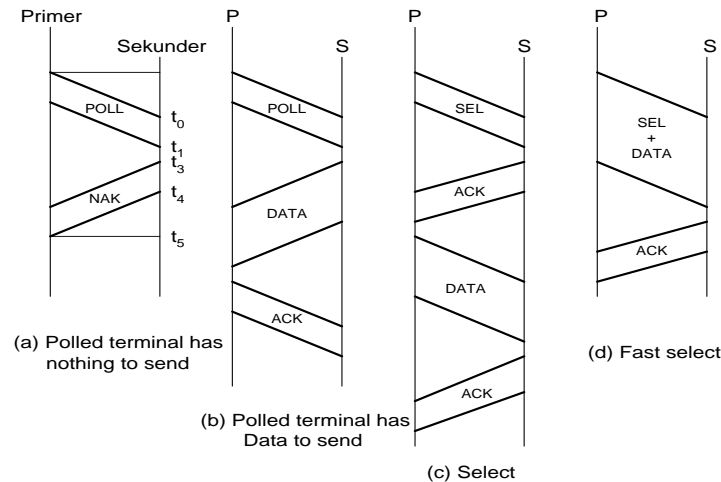 Primer
Sekunder
POLL
t0
t1
t3
NAK
t4
t5
(a) Polled terminal has
nothing to send
P
S
POLL
DATA
ACK
(b) Polled terminal has
Data to send
P
S
SEL
ACK
DATA
ACK
(c) Select
P
S
SEL
+
DATA
ACK
(d) Fast select